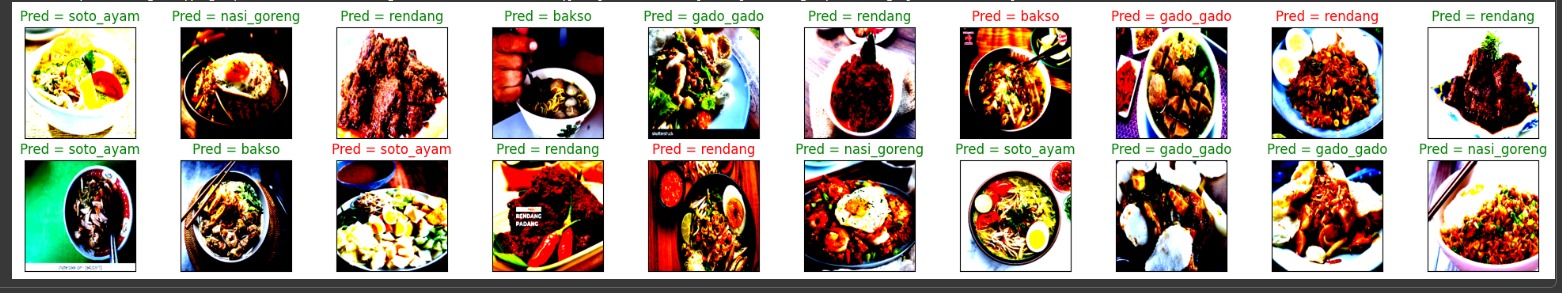 Pred = soto_ayam Pred = nasi_goreng Pred = rendang Pred = bakso Pred = gado_gado Pred = rendang Pred = bakso Pred = gado_gado Pred = rendang Pred = rendang
Pred = soto_ayam Pred = bakso Pred = soto_ayam Pred = rendang Pred = rendang Pred = nasi_goreng Pred = soto_ayam Pred = gado_gado Pred = gado_gado Pred = nasi_goreng
RENDANG
PADANG